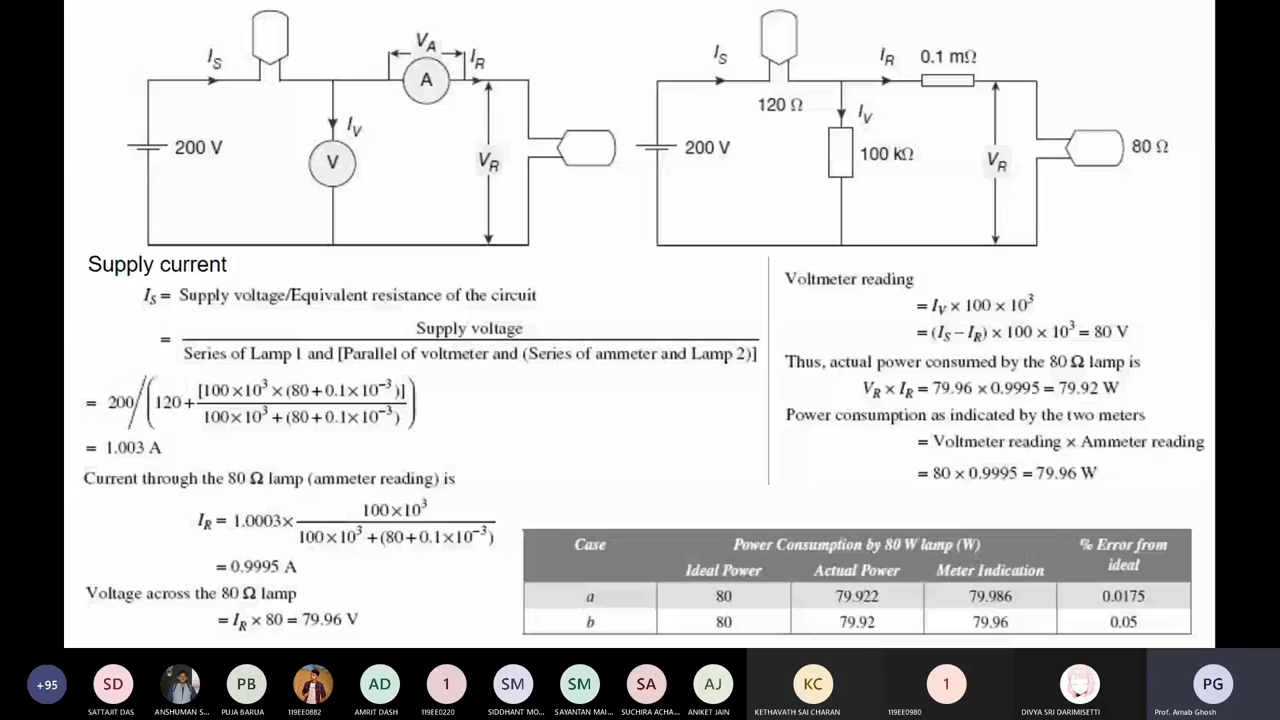 I_S
V_A
A
I_R
200 V
I_V
V
V_R
I_S
I_R
0.1 mΩ
120 Ω
I_V
200 V
100 kΩ
V_R
80 Ω
Supply current
I_S = Supply voltage/Equivalent resistance of the circuit
= Supply voltage / Series of Lamp 1 and [Parallel of voltmeter and (Series of ammeter and Lamp 2)]
= 200/(120+ [100×10³×(80+0.1×10⁻³)] / 100×10³+(80+0.1×10⁻³))
= 1.003 A
Current through the 80 Ω lamp (ammeter reading) is
I_R = 1.0003× 100×10³ / 100×10³+(80+0.1×10⁻³)
= 0.9995 A
Voltage across the 80 Ω lamp
= I_R × 80 = 79.96 V
Voltmeter reading
= I_V × 100 × 10³
= (I_S – I_R) × 100 × 10³ = 80 V
Thus, actual power consumed by the 80 Ω lamp is
V_R × I_R = 79.96 × 0.9995 = 79.92 W
Power consumption as indicated by the two meters
= Voltmeter reading × Ammeter reading
= 80 × 0.9995 = 79.96 W
Case Power Consumption by 80 W lamp (W) % Error from ideal
Ideal Power Actual Power Meter Indication
a 80 79.922 79.986 0.0175
b 80 79.92 79.96 0.05
+95 SD PB AD 1 SM SM SA AJ KC 1 PG
SATTAJIT DAS ANSHUMAN S... PUJA BARUA 119EE0882 AMRIT DASH 119EE0220 SIDDHANT MO... SAYANTAN MAI... SUCHIRA ACHA... ANIKET JAIN KETHAVATH SAI CHARAN 119EE0980 DIVYA SRI DARIMISETTI Prof. Arnab Ghosh